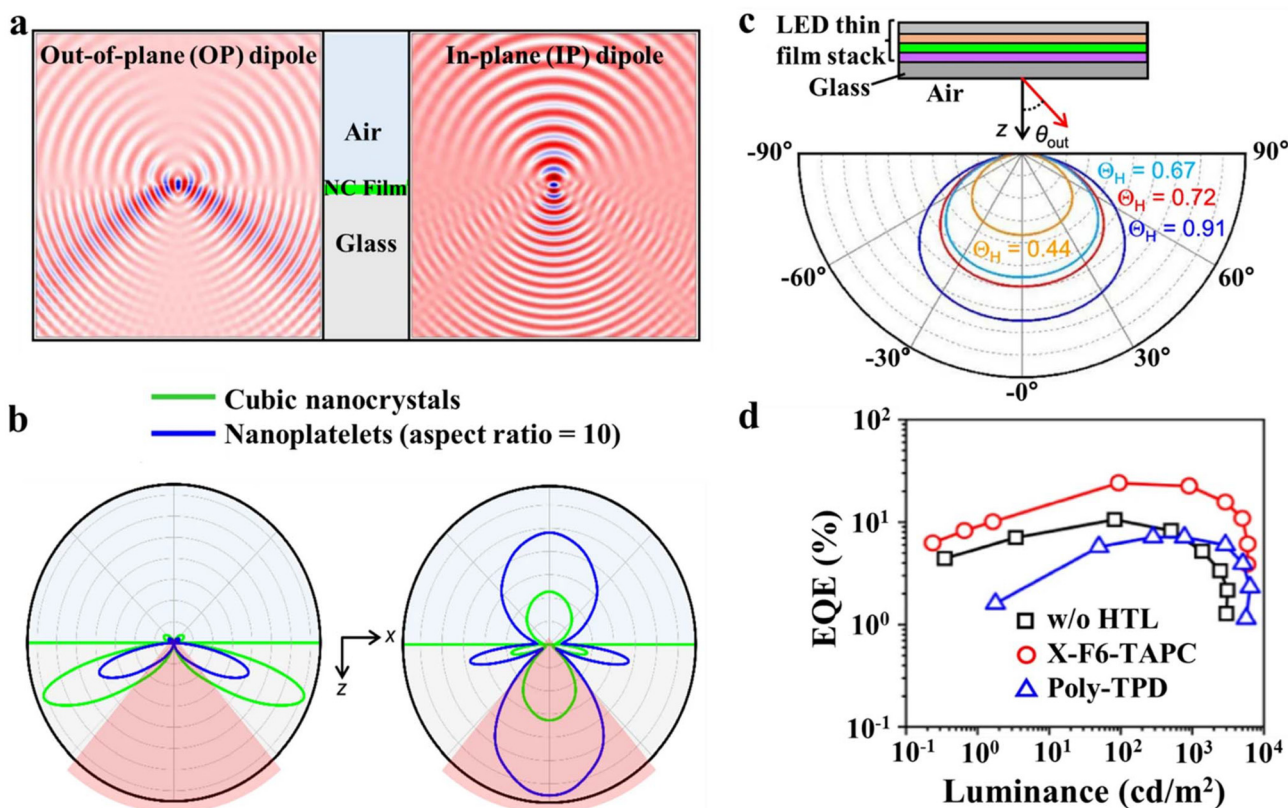 a
Out-of-plane (OP) dipole
Air
NC Film
Glass
In-plane (IP) dipole
Cubic nanocrystals
Nanoplatelets (aspect ratio = 10)
b
x
z
c
LED thin
film stack
Glass
Air
z
θout
-90°
90°
ΘH = 0.67
ΘH = 0.72
ΘH = 0.91
ΘH = 0.44
-60°
60°
-30°
30°
-0°
d
EQE (%)
10²
10¹
10⁰
10⁻¹
w/o HTL
X-F6-TAPC
Poly-TPD
10⁻¹ 10⁰ 10¹ 10² 10³ 10⁴
Luminance (cd/m²)